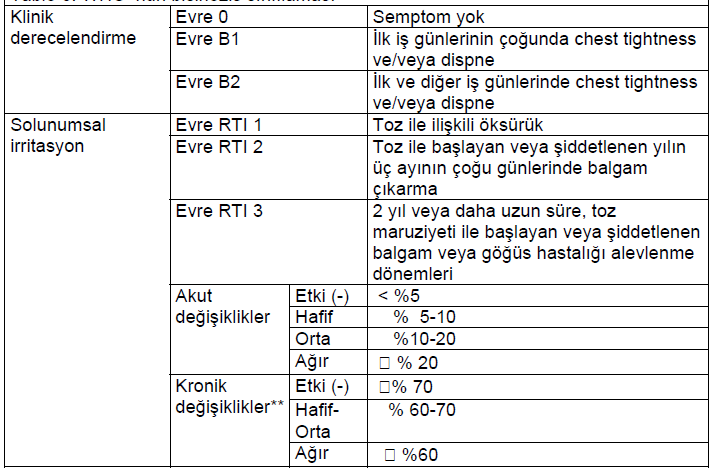 Klinik derecelendirme
Evre 0
Semptom yok
Evre B1
İlk iş günlerinin çoğunda chest tightness
ve/veya dispne
Evre B2
İlk ve diğer iş günlerinde chest tightness
ve/veya dispne
Solunumsal
irritasyon
Evre RTI 1
Toz ile ilişkili öksürük
Evre RTI 2
Toz ile başlayan veya şiddetlenen yılın
üç ayının çoğu günlerinde balgam
çıkarma
Evre RTI 3
2 yıl veya daha uzun süre, toz
maruziyeti ile başlayan veya şiddetlenen
balgam veya göğüs hastalığı alevlenme
dönemleri
Akut
değişiklikler
Etki (-)
< %5
Hafif
% 5-10
Orta
%10-20
Ağır
□ % 20
Kronik
değişiklikler**
Etki (-)
□% 70
Hafif-
Orta
% 60-70
Ağır
□ %60